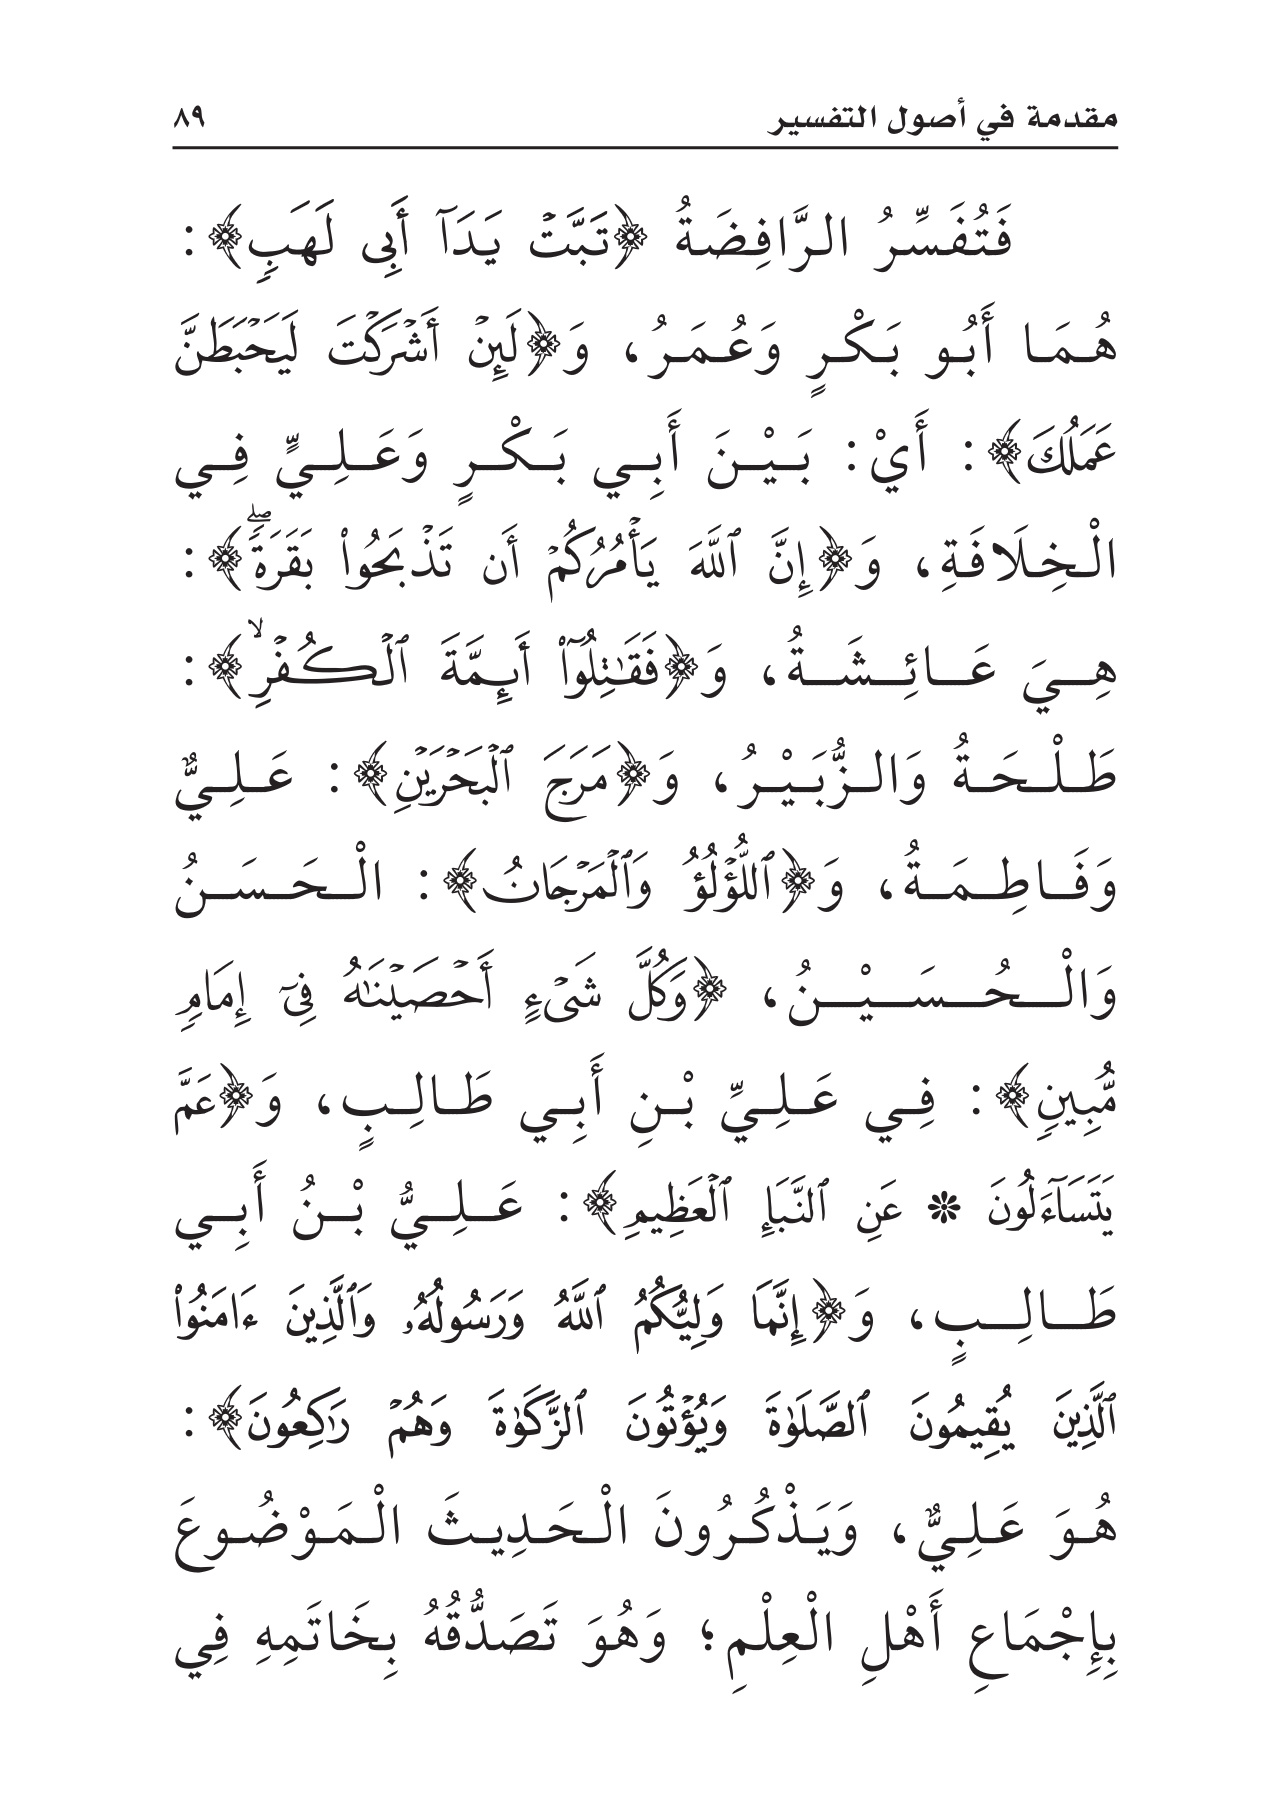 مقدمة في أصول التفسير ٨٩
فَتُفَسِّرُ الرَّافِضَةُ ﴿تَبَّتۡ يَدَآ أَبِي لَهَبٖ﴾:
هُمَا أَبُو بَكْرٍ وَعُمَرُ، وَ﴿لَئِنۡ أَشۡرَكۡتَ لَيَحۡبَطَنَّ
عَمَلُكَ﴾: أَيْ: بَيْنَ أَبِي بَكْرٍ وَعَلِيٍّ فِي
الْخِلَافَةِ، وَ﴿إِنَّ ٱللَّهَ يَأۡمُرُكُمۡ أَن تَذۡبَحُواْ بَقَرَةٗۖ﴾:
هِيَ عَائِشَةُ، وَ﴿فَقَٰتِلُوٓاْ أَئِمَّةَ ٱلۡكُفۡرِۙ﴾:
طَلْحَةُ وَالزُّبَيْرُ، وَ﴿مَرَجَ ٱلۡبَحۡرَيۡنِ﴾: عَلِيٌّ
وَفَاطِمَةُ، وَ﴿ٱللُّؤۡلُؤُ وَٱلۡمَرۡجَانُ﴾: الْحَسَنُ
وَالْحُسَيْنُ، ﴿وَكُلَّ شَيۡءٍ أَحۡصَيۡنَٰهُ فِيٓ إِمَامٖ
مُّبِينٖ﴾: فِي عَلِيِّ بْنِ أَبِي طَالِبٍ، وَ﴿عَمَّ
يَتَسَآءَلُونَ * عَنِ ٱلنَّبَإِ ٱلۡعَظِيمِ﴾: عَلِيُّ بْنُ أَبِي
طَالِبٍ، وَ﴿إِنَّمَا وَلِيُّكُمُ ٱللَّهُ وَرَسُولُهُۥ وَٱلَّذِينَ ءَامَنُواْ
ٱلَّذِينَ يُقِيمُونَ ٱلصَّلَوٰةَ وَيُؤۡتُونَ ٱلزَّكَوٰةَ وَهُمۡ رَٰكِعُونَ﴾:
هُوَ عَلِيٌّ، وَيَذْكُرُونَ الْحَدِيثَ الْمَوْضُوعَ
بِإِجْمَاعِ أَهْلِ الْعِلْمِ؛ وَهُوَ تَصَدُّقُهُ بِخَاتَمِهِ فِي